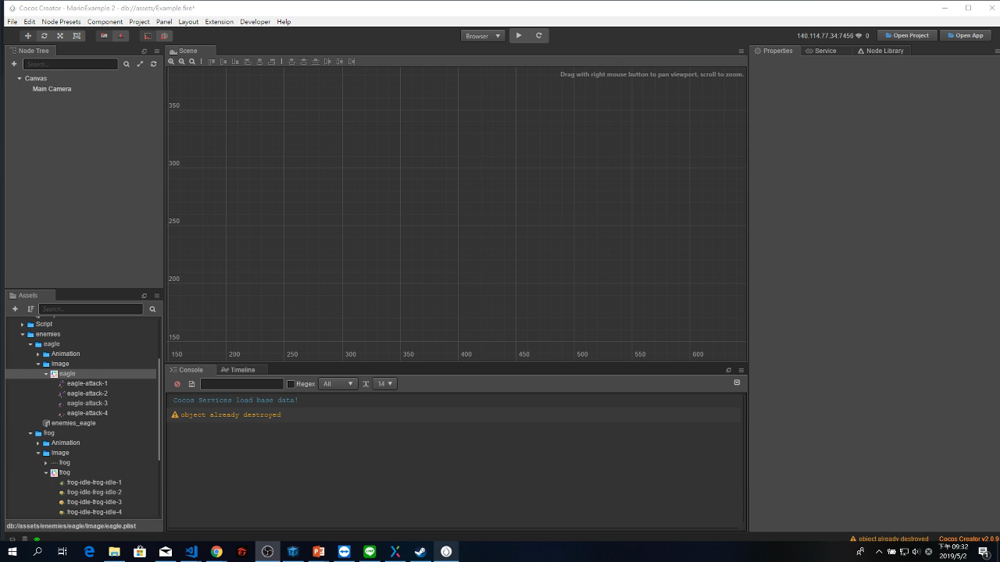 Cocos Creator - MarioExample 2 - db://assets/Example.fire*
File Edit Node Presets Component Project Panel Layout Extension Developer Help
Browser
140.114.77.34:7456 0
Open Project
Open App
Node Tree
Search...
Canvas
Main Camera
Scene
Drag with right mouse button to pan viewport, scroll to zoom.
350
300
250
200
150
150 200 250 300 350 400 450 500 550 600
Properties
Service
Node Library
Assets
Search...
Script
enemies
eagle
Animation
Image
eagle
eagle-attack-1
eagle-attack-2
eagle-attack-3
eagle-attack-4
enemies_eagle
frog
Animation
Image
frog
frog
frog-idle-frog-idle-1
frog-idle-frog-idle-2
frog-idle-frog-idle-3
frog-idle-frog-idle-4
db://assets/enemies/eagle/Image/eagle.plist
Console
Timeline
Regex
All
14
Cocos Services load base data!
object already destroyed
object already destroyed
Cocos Creator v2.0.9
下午 09:32
2019/5/2